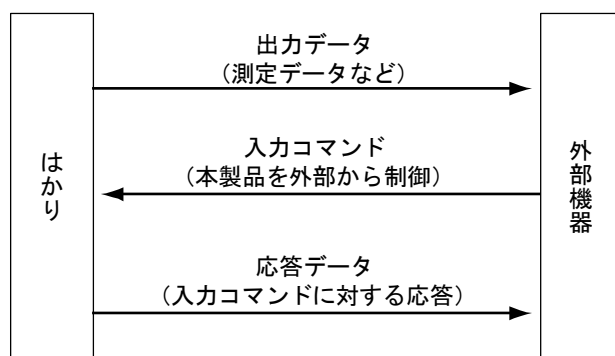 はかり
出力データ
（測定データなど）
入力コマンド
（本製品を外部から制御）
応答データ
（入力コマンドに対する応答）
外部機器